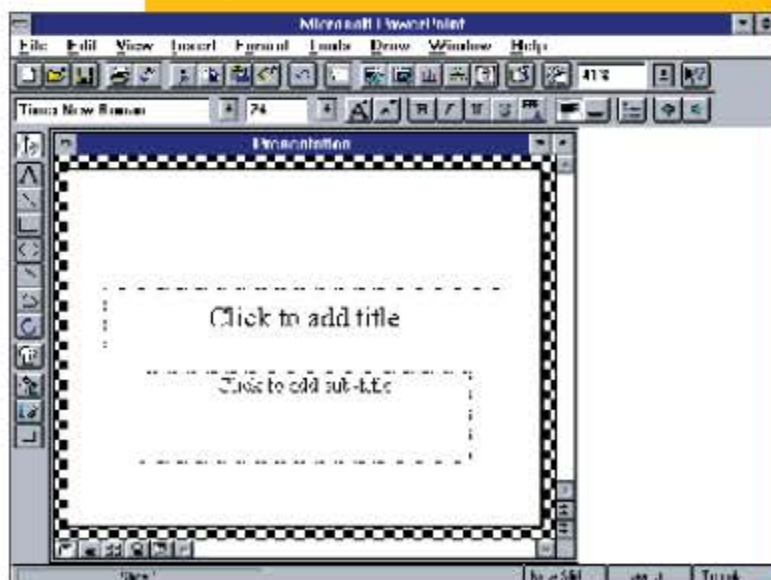 Microsoft PowerPoint
File Edit View Insert Format Tools Draw Window Help
41%
Times New Roman 24
Presentation
Click to add title
Click to add sub-title